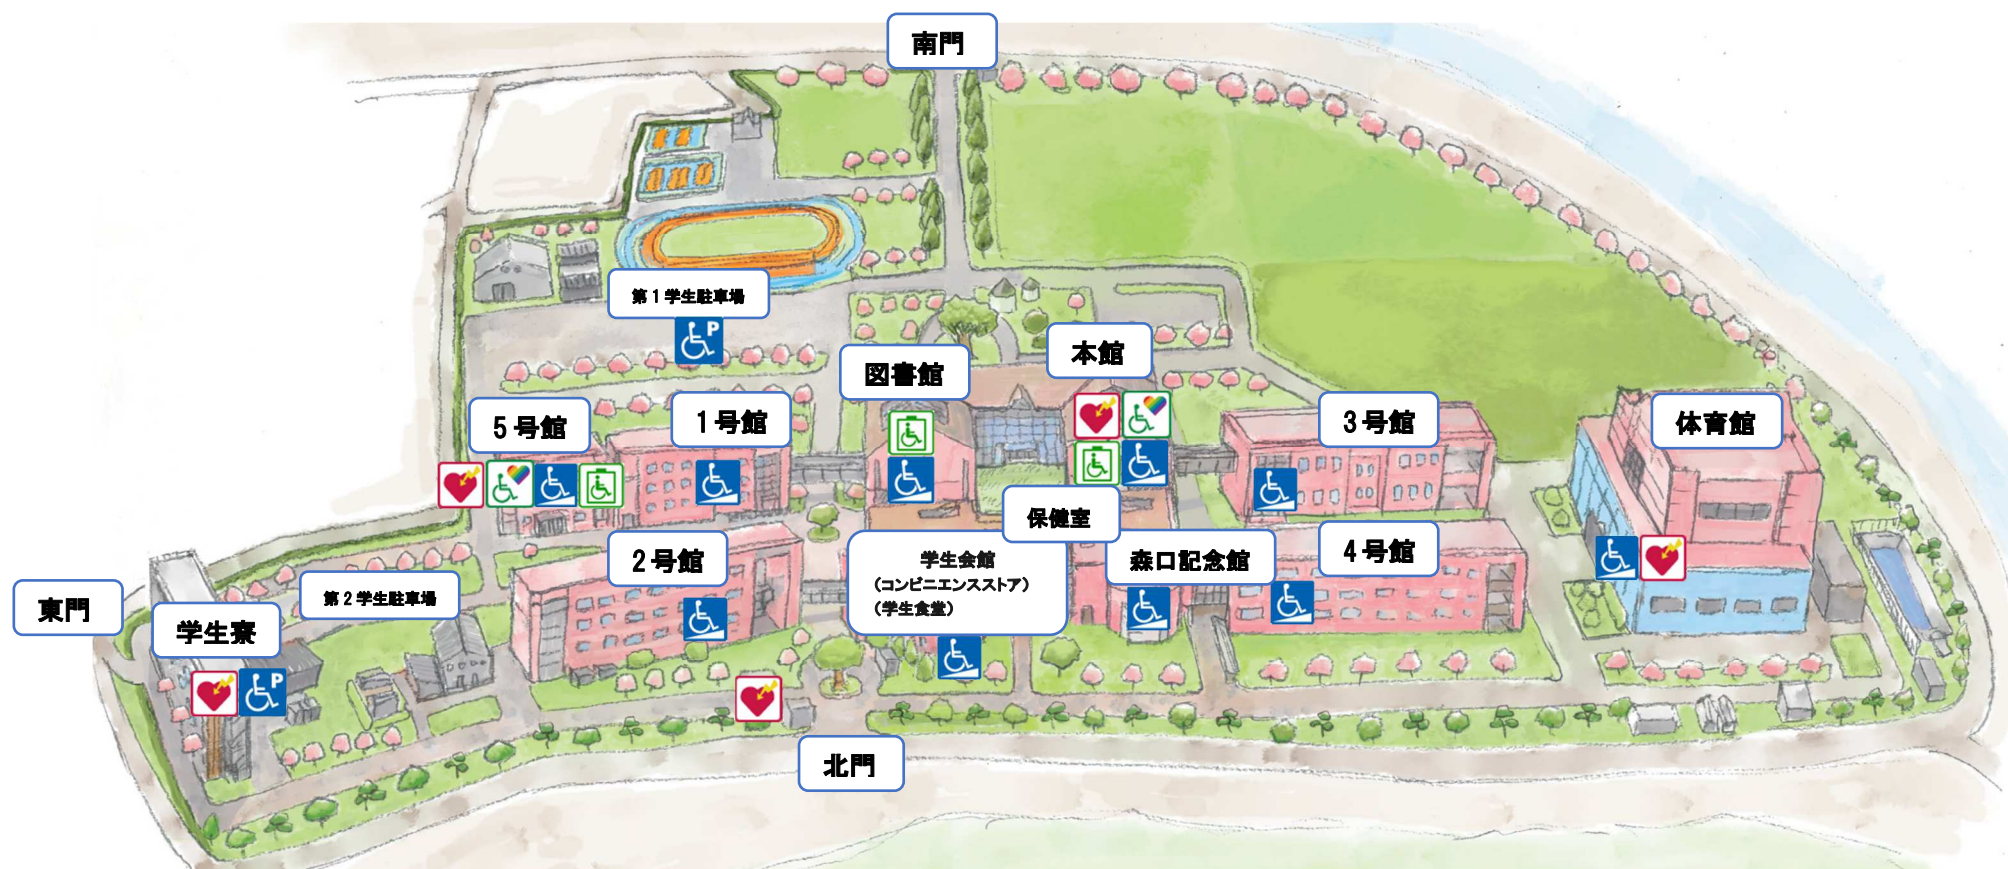 南門
第1学生駐車場
P
図書館
本館
5号館
1号館
3号館
体育館
保健室
2号館
学生会館
（コンビニエンスストア）
（学生食堂）
森口記念館
4号館
東門
第2学生駐車場
学生寮
P
北門